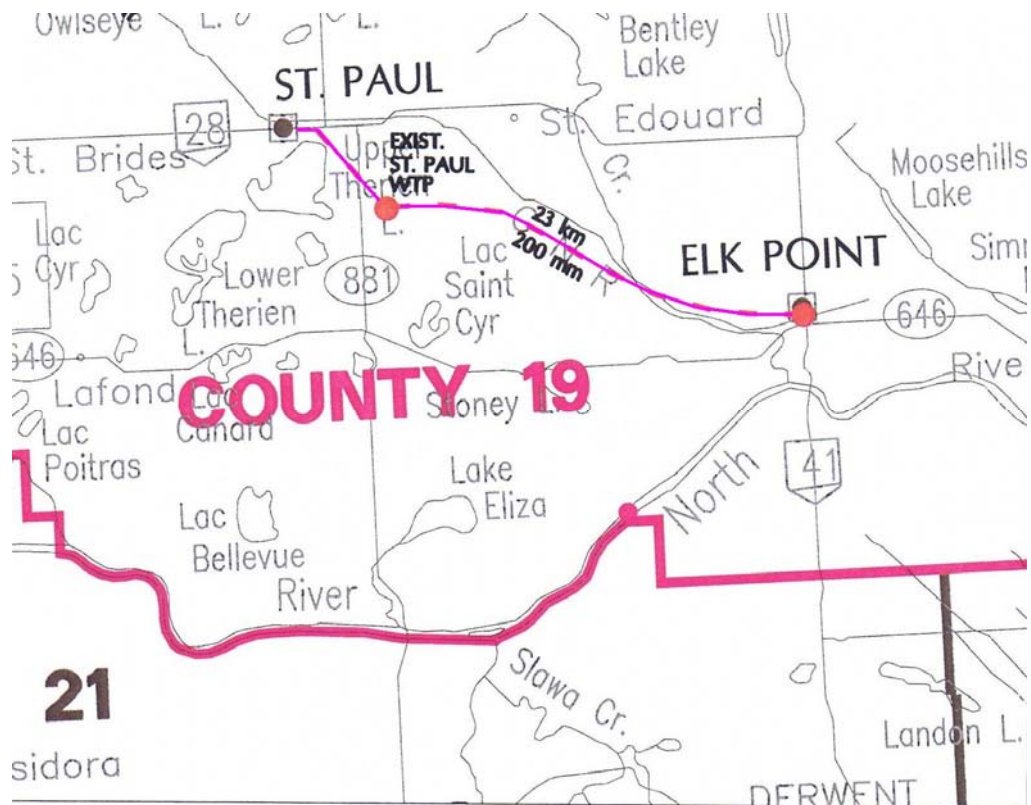 Owlseye
L.
L.
Bentley
Lake
ST. PAUL
28
St. Edouard
EXIST.
ST. PAUL
WTP
St. Brides
Upper
Therien
L.
Cr.
Moosehills
Lake
Lac
Cyr
23 km
200 mm
C N R
Lac
Saint
Cyr
ELK POINT
Lower
Therien
L.
881
646
646
Lafond
COUNTY 19
Lac
Canard
Stoney L.
River
Lac
Poitras
Lake
Eliza
North
41
Lac
Bellevue
River
21
Slawa Cr.
Landon L.
sidora
DERWENT